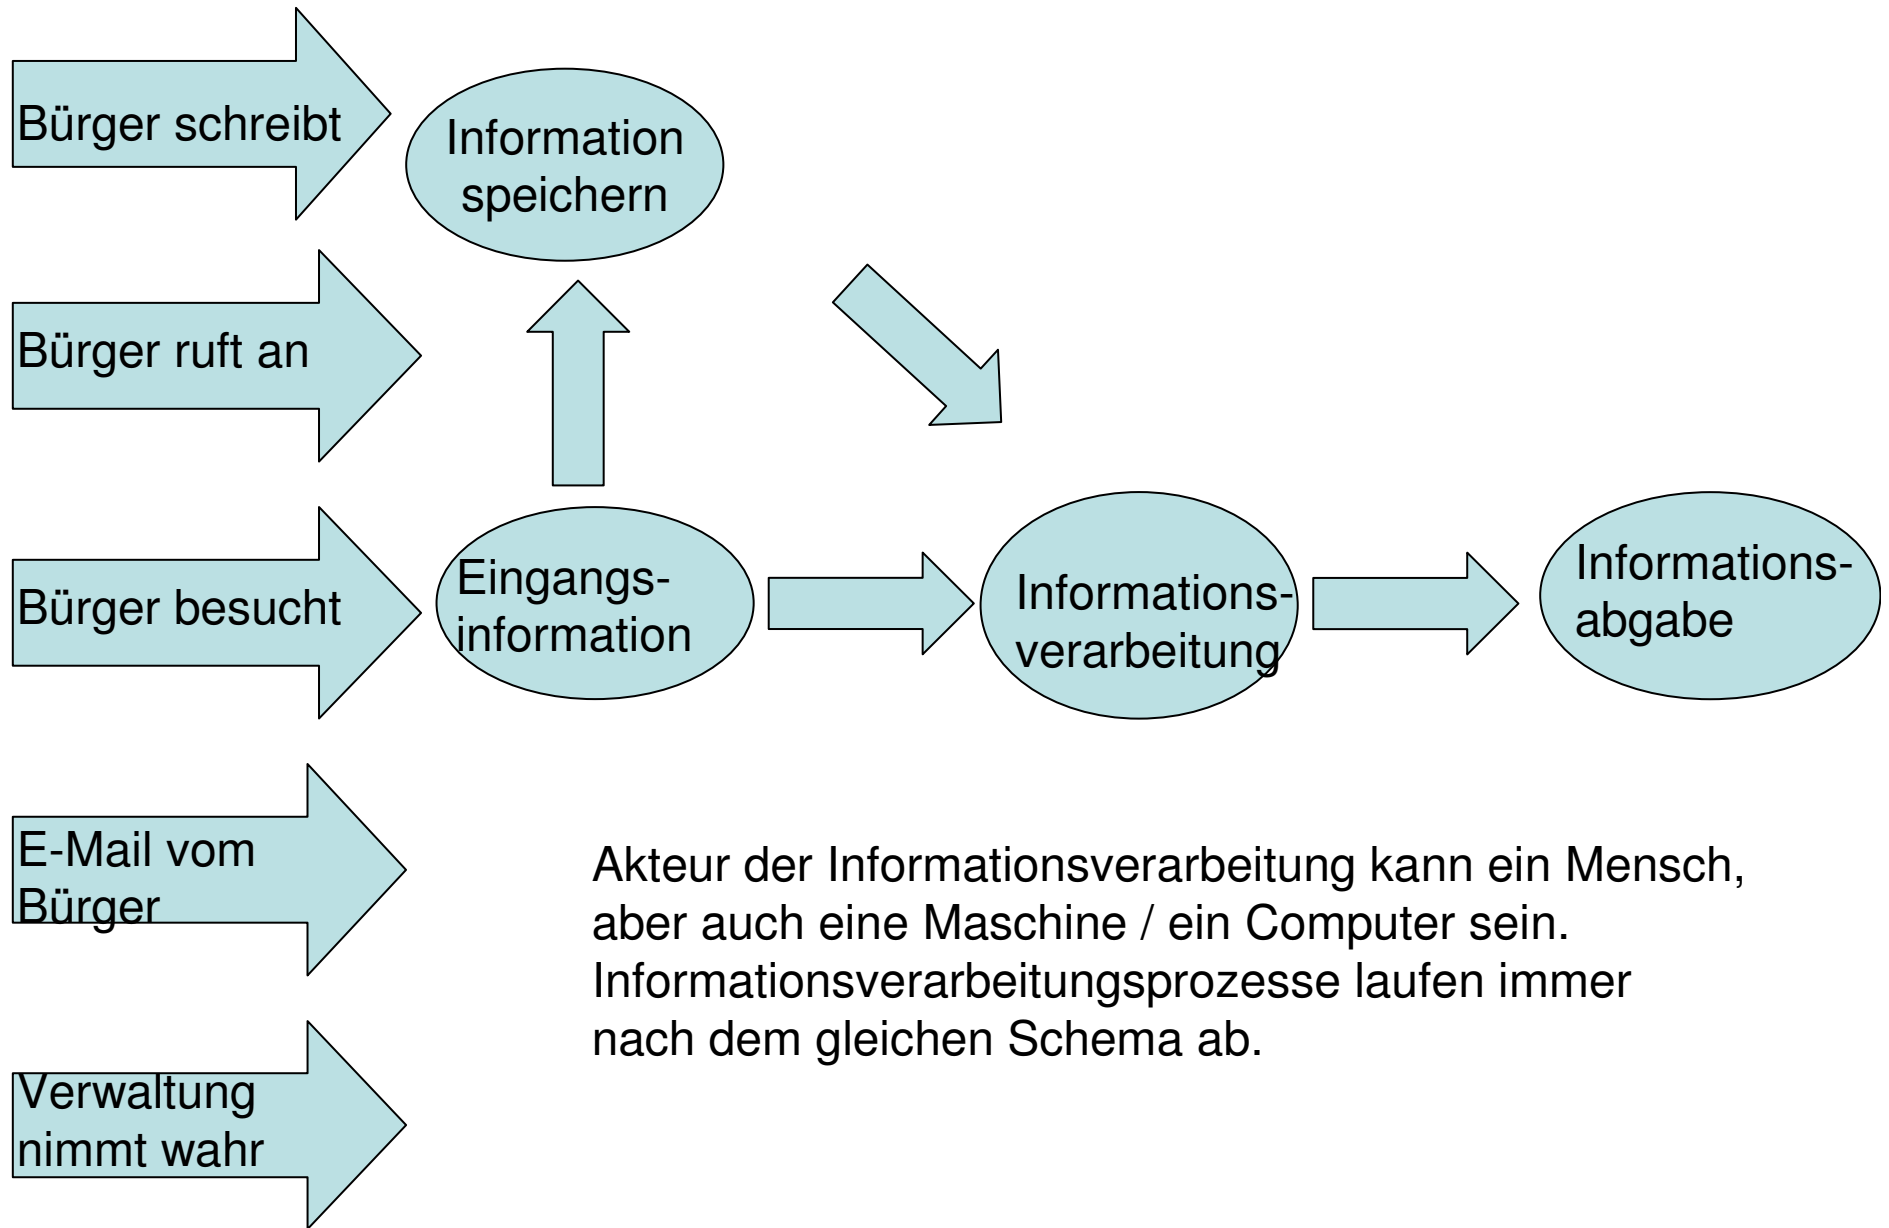 Bürger schreibt
Information
speichern
Bürger ruft an
Bürger besucht
Eingangs-
information
Informations-
verarbeitung
Informations-
abgabe
E-Mail vom
Bürger
Akteur der Informationsverarbeitung kann ein Mensch,
aber auch eine Maschine / ein Computer sein.
Informationsverarbeitungsprozesse laufen immer
nach dem gleichen Schema ab.
Verwaltung
nimmt wahr